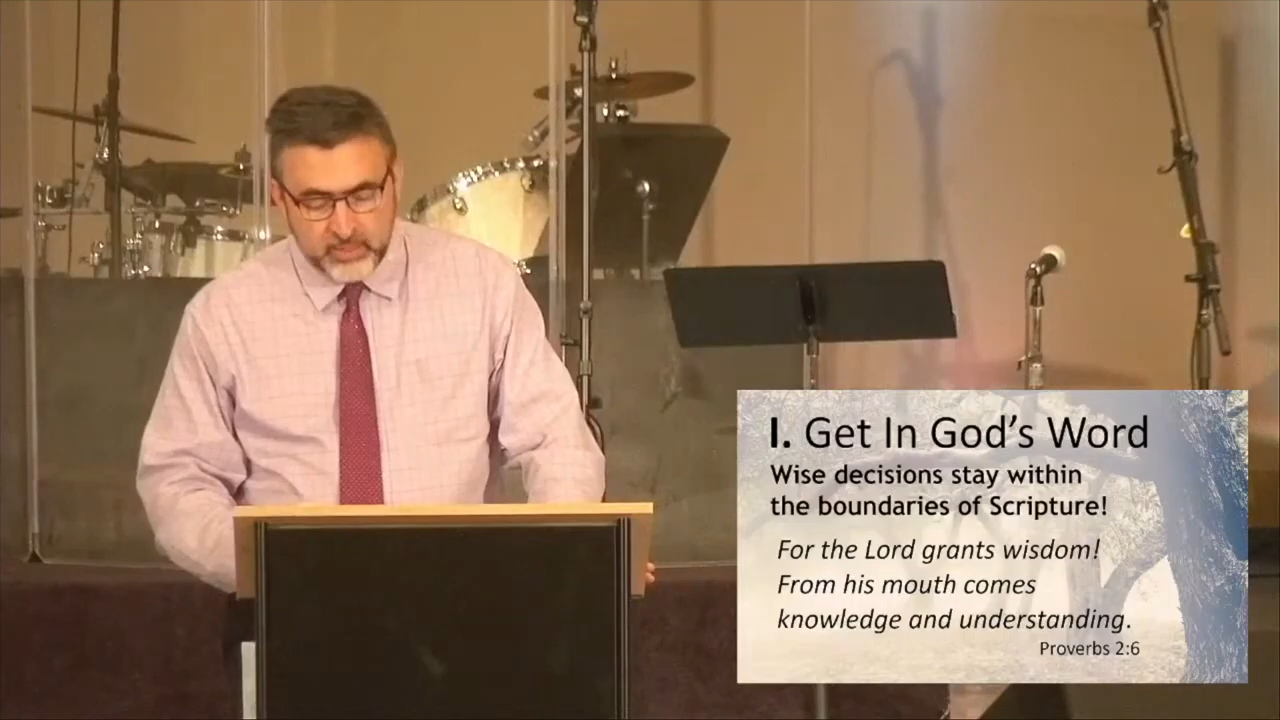 I. Get In God's Word
Wise decisions stay within
the boundaries of Scripture!
For the Lord grants wisdom!
From his mouth comes
knowledge and understanding.
Proverbs 2:6